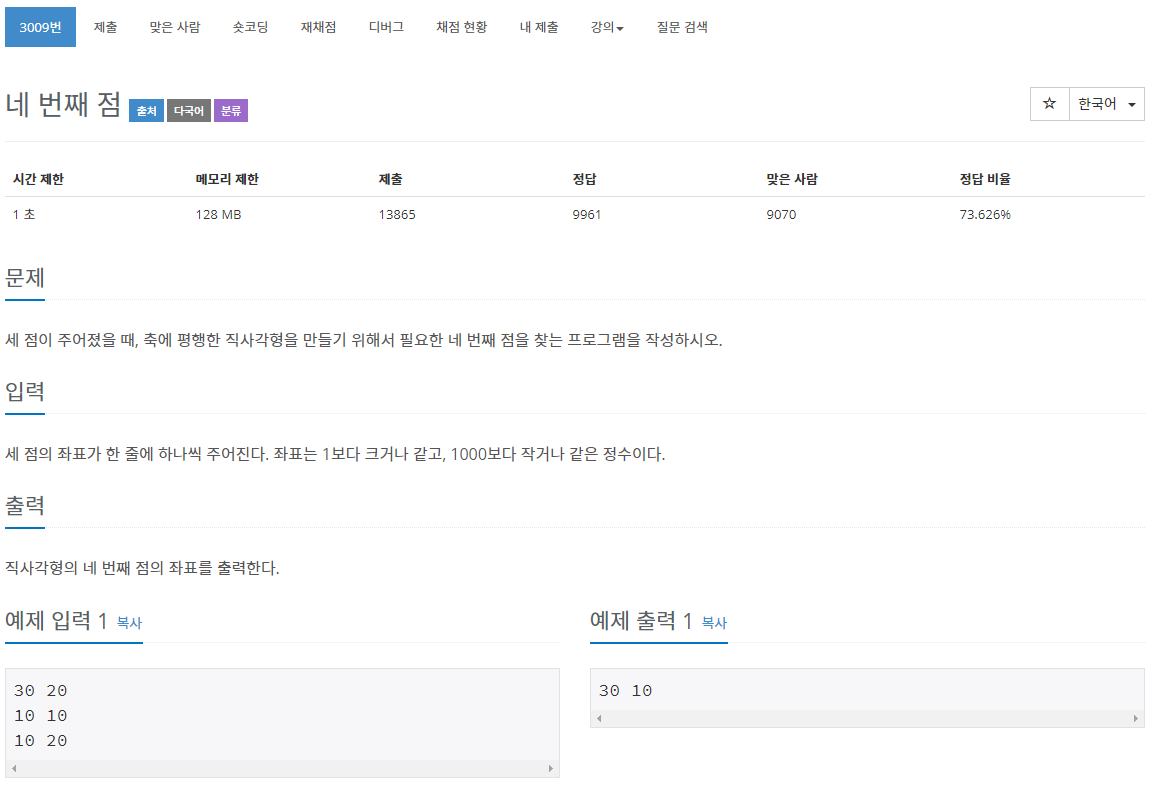 3009번 제출 맞은 사람 숏코딩 재채점 디버그 채점 현황 내 제출 강의 질문 검색
네 번째 점 출처 다국어 분류 ☆ 한국어
시간 제한 메모리 제한 제출 정답 맞은 사람 정답 비율
1 초 128 MB 13865 9961 9070 73.626%
문제
세 점이 주어졌을 때, 축에 평행한 직사각형을 만들기 위해서 필요한 네 번째 점을 찾는 프로그램을 작성하시오.
입력
세 점의 좌표가 한 줄에 하나씩 주어진다. 좌표는 1보다 크거나 같고, 1000보다 작거나 같은 정수이다.
출력
직사각형의 네 번째 점의 좌표를 출력한다.
예제 입력 1 복사
30 20
10 10
10 20
예제 출력 1 복사
30 10